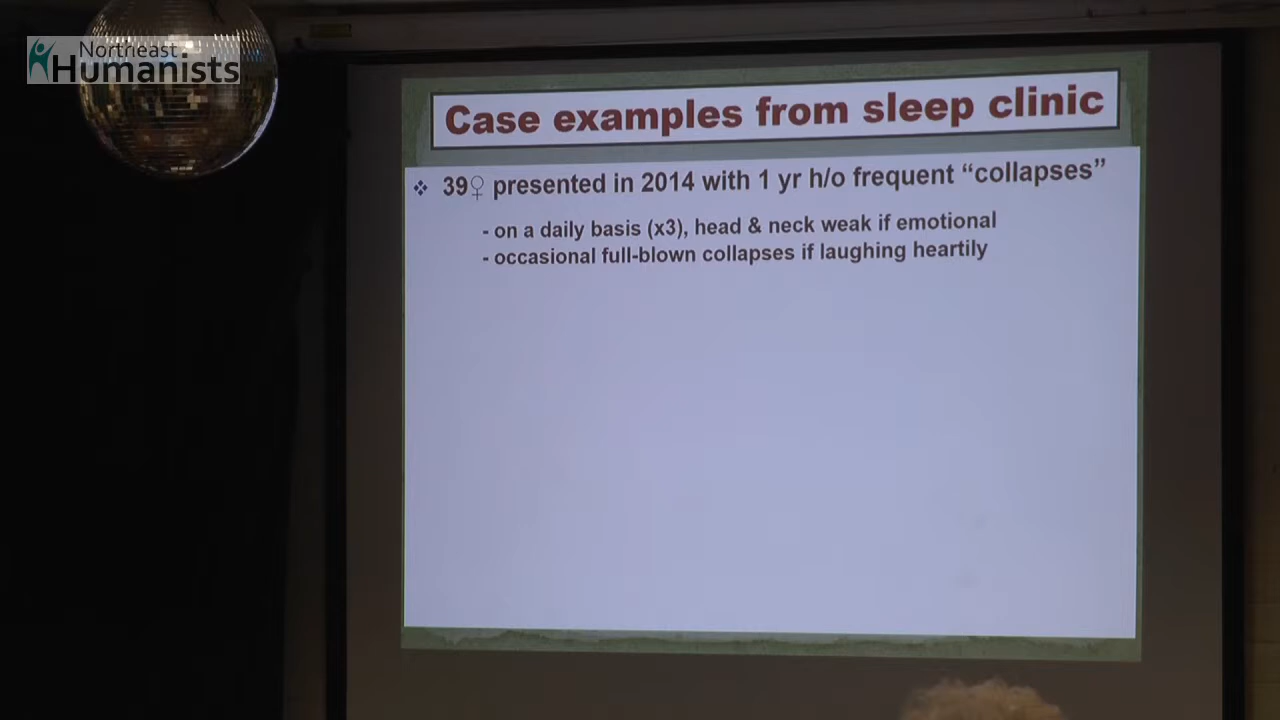 Northeast
Humanists
Case examples from sleep clinic
❖ 39♀ presented in 2014 with 1 yr h/o frequent “collapses”
- on a daily basis (x3), head & neck weak if emotional
- occasional full-blown collapses if laughing heartily